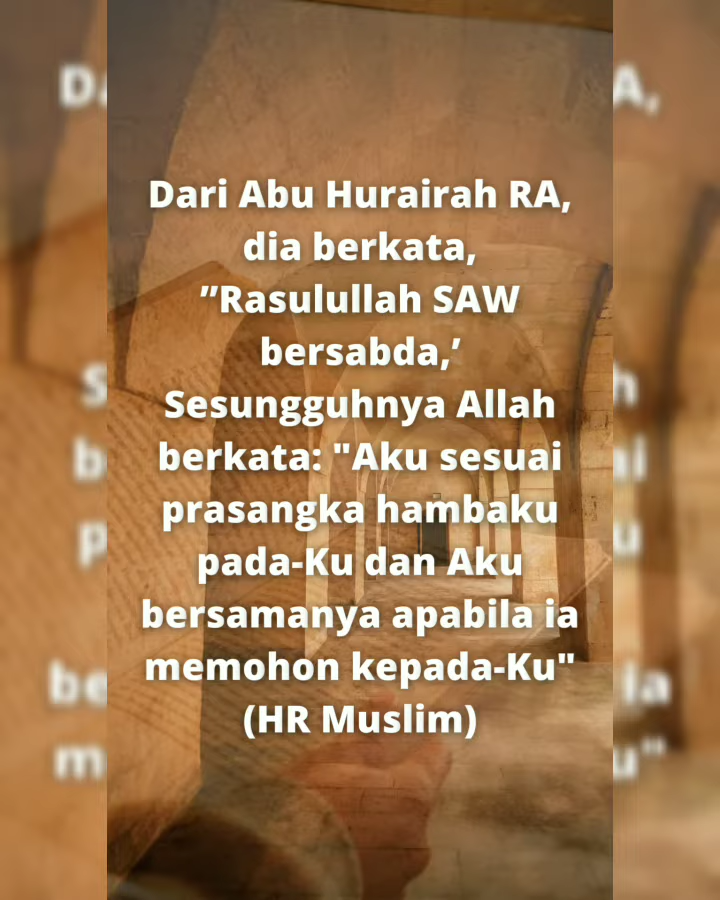 Dari Abu Hurairah RA,
dia berkata,
”Rasulullah SAW
bersabda,’
Sesungguhnya Allah
berkata: "Aku sesuai
prasangka hambaku
pada-Ku dan Aku
bersamanya apabila ia
memohon kepada-Ku"
(HR Muslim)